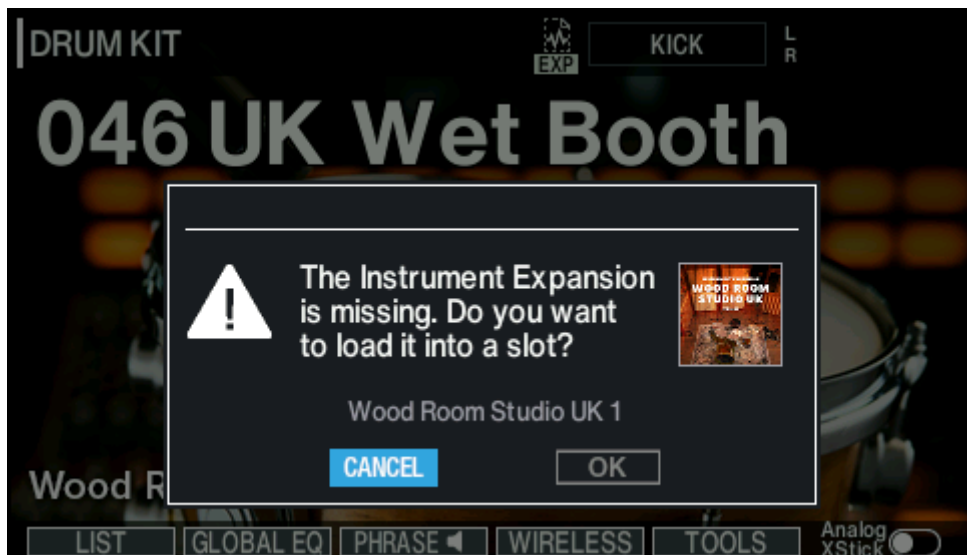 DRUM KIT
EXP
KICK
L
R
046 UK Wet Booth
!
The Instrument Expansion
is missing. Do you want
to load it into a slot?
WOOD ROOM
STUDIO UK
Wood Room Studio UK 1
CANCEL
OK
Wood R
LIST
GLOBAL EQ
PHRASE
WIRELESS
TOOLS
Analog
XStick